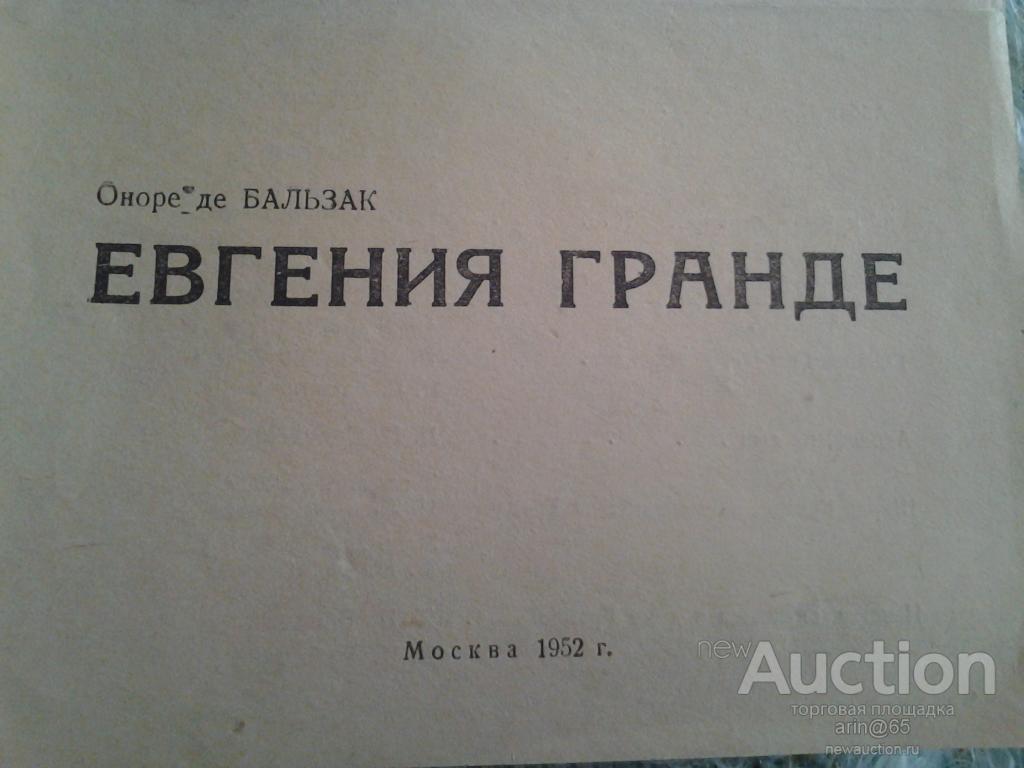 Оноре де БАЛЬЗАК
ЕВГЕНИЯ ГРАНДЕ
Москва 1952 г.
newAuction
торговая площадка
arin@65
newauction.ru